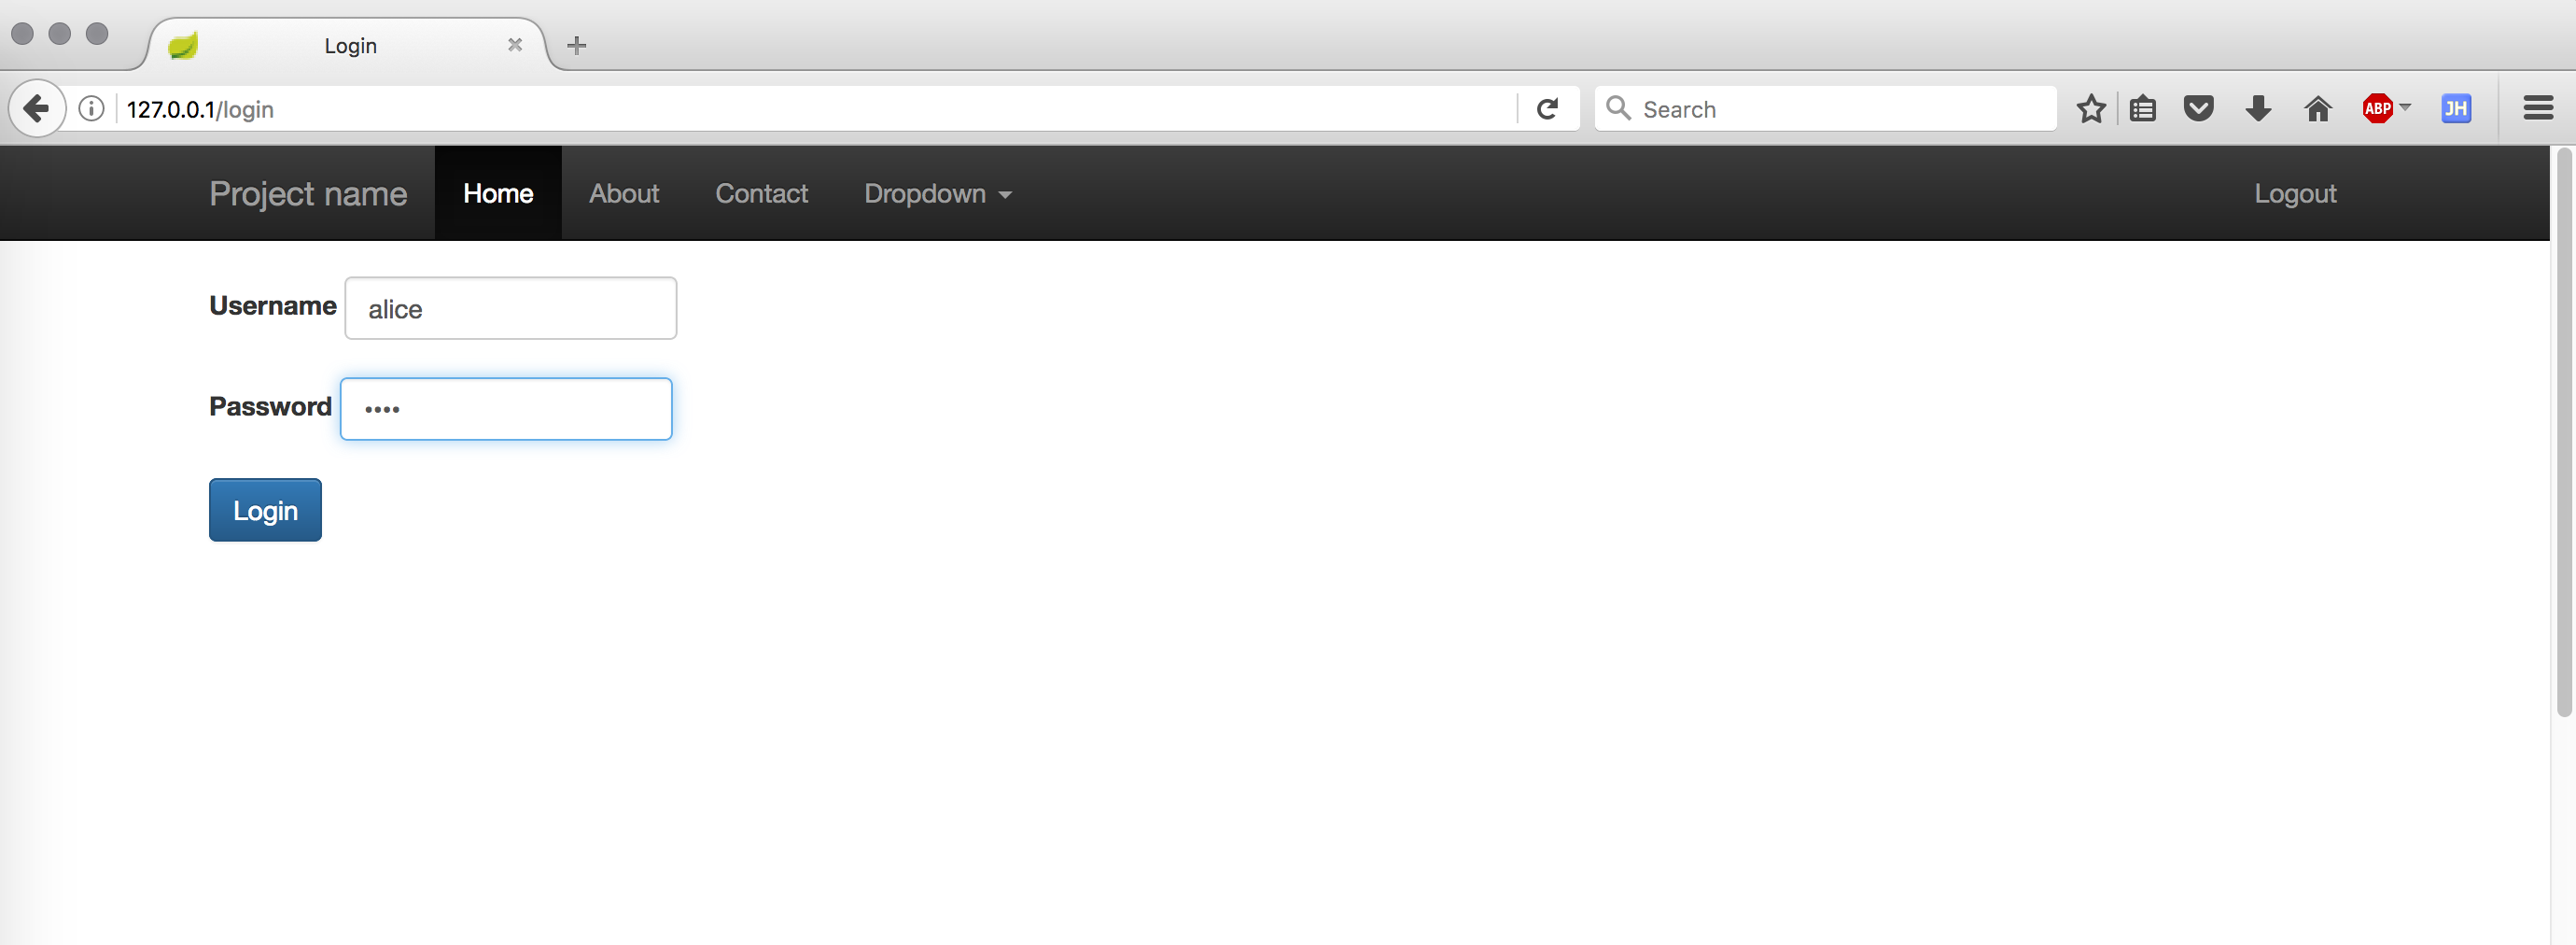 Login
127.0.0.1/login
Search
ABP
JH
Project name Home About Contact Dropdown Logout
Username alice
Password ••••
Login